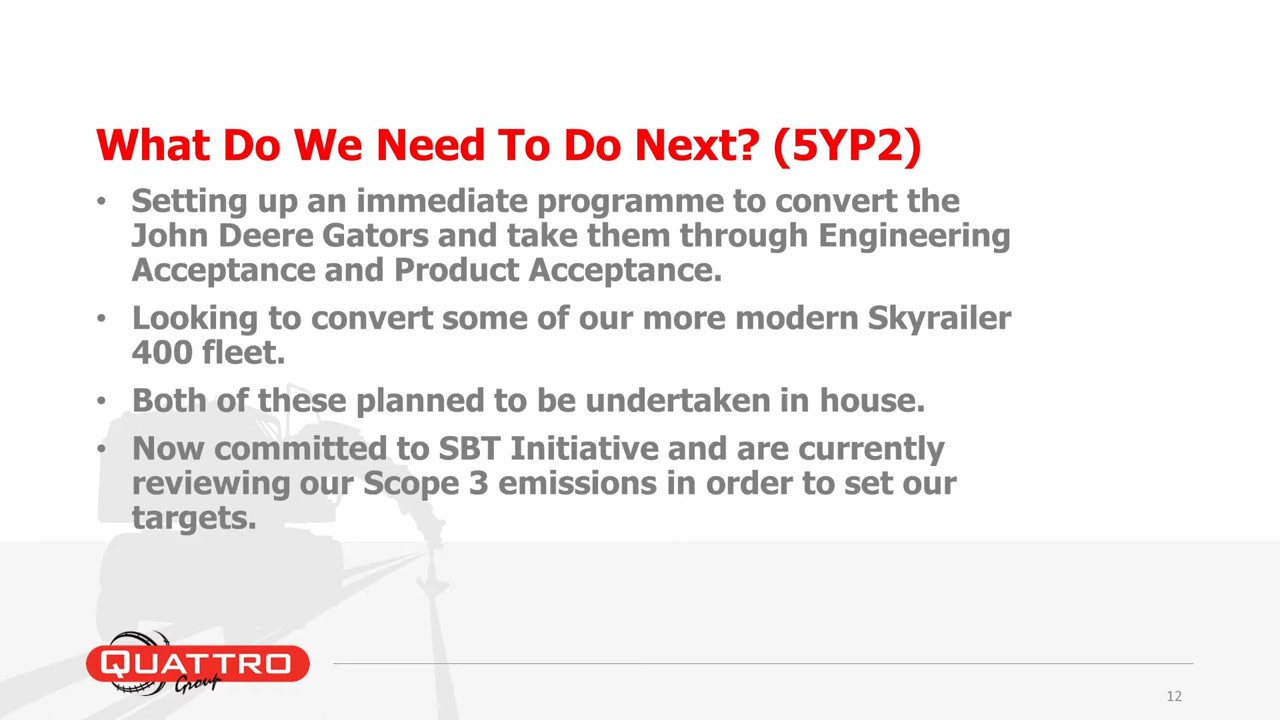 What Do We Need To Do Next? (5YP2)
• Setting up an immediate programme to convert the
John Deere Gators and take them through Engineering
Acceptance and Product Acceptance.
• Looking to convert some of our more modern Skyrailer
400 fleet.
• Both of these planned to be undertaken in house.
• Now committed to SBT Initiative and are currently
reviewing our Scope 3 emissions in order to set our
targets.
QUATTRO
Group
12